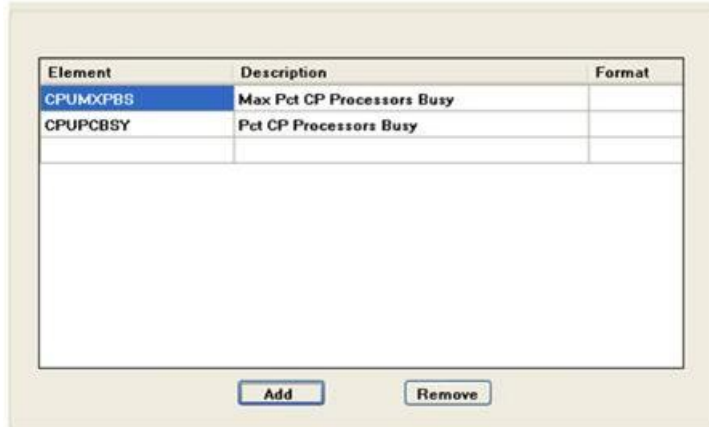 Element Description Format
CPUMXPBS Max Pct CP Processors Busy
CPUPCBSY Pct CP Processors Busy
Add Remove